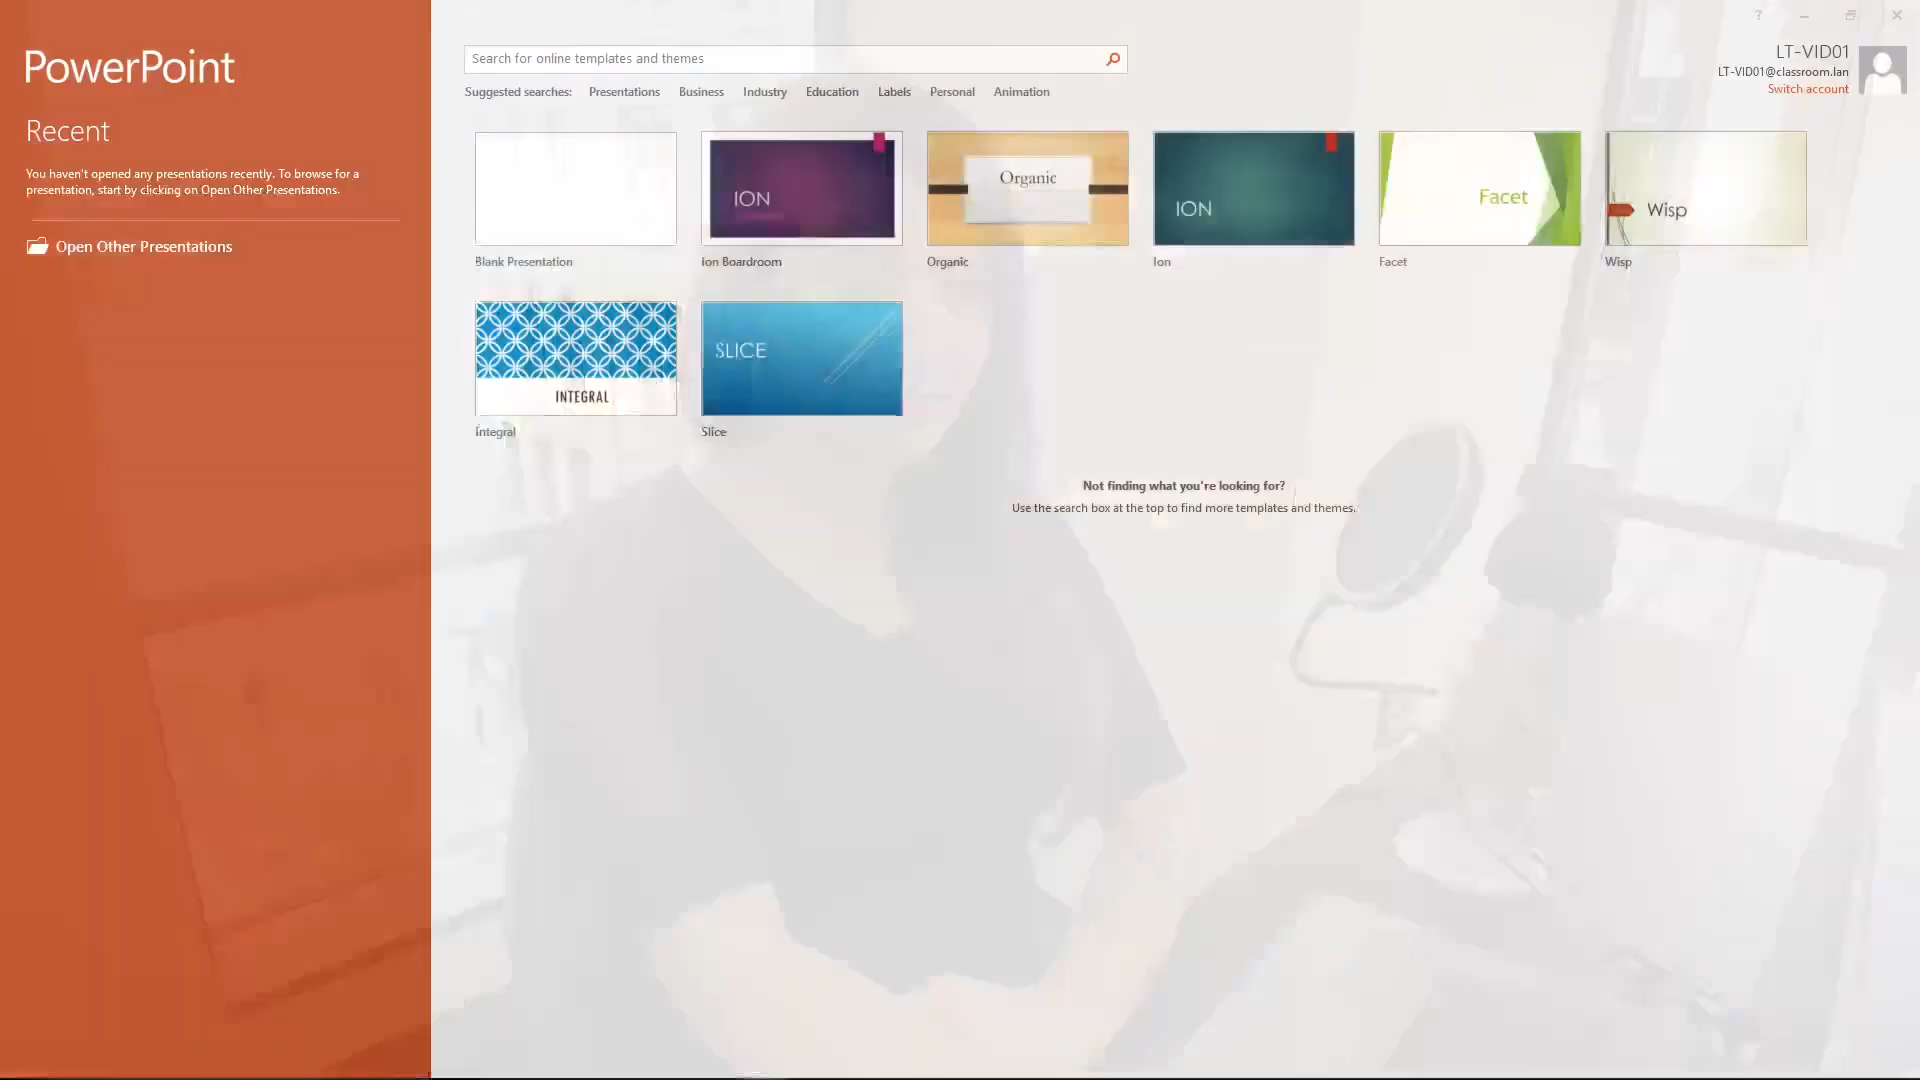 PowerPoint
Recent
You haven't opened any presentations recently. To browse for a
presentation, start by clicking on Open Other Presentations.
Open Other Presentations
Search for online templates and themes
Suggested searches: Presentations Business Industry Education Labels Personal Animation
?
LT-VID01
LT-VID01@classroom.lan
Switch account
ION
Organic
ION
Facet
Wisp
Blank Presentation
Ion Boardroom
Organic
Ion
Facet
Wisp
INTEGRAL
SLICE
Integral
Slice
Not finding what you're looking for?
Use the search box at the top to find more templates and themes.